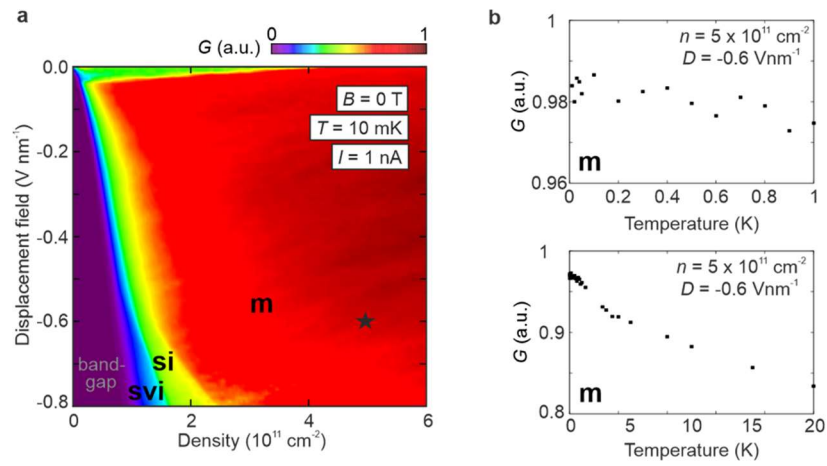 a
G (a.u.)
0
1
Displacement field (V nm⁻¹)
0.0
-0.2
-0.4
-0.6
-0.8
B = 0 T
T = 10 mK
I = 1 nA
m
band-
gap
si
svi
0
2
4
6
Density (10¹¹ cm⁻²)
b
G (a.u.)
1
0.98
0.96
n = 5 x 10¹¹ cm⁻²
D = -0.6 Vnm⁻¹
m
0
0.2
0.4
0.6
0.8
1
Temperature (K)
G (a.u.)
1
0.9
0.8
n = 5 x 10¹¹ cm⁻²
D = -0.6 Vnm⁻¹
m
0
5
10
15
20
Temperature (K)